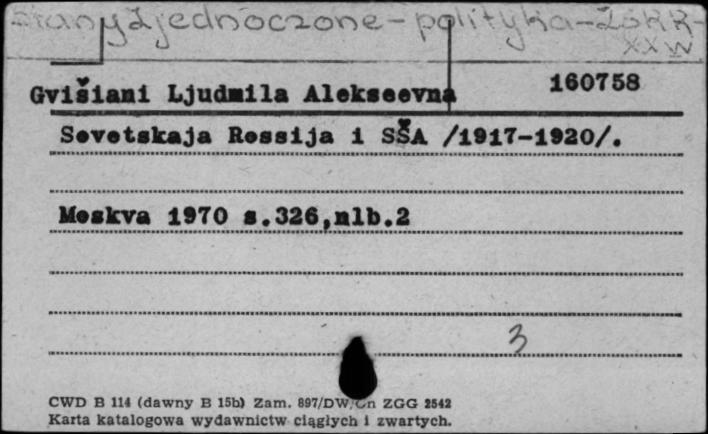 Stany Zjednoczone - polityka - ZSRR -
XX w
160758
Gvišiani Ljudmila Alekseevna
Sovetskaja Rossija i SŠA /1917-1920/.
Moskva 1970 s.326,nlb.2
3
CWD B 114 (dawny B 15b) Zam. 897/DW/Cn ZGG 2542
Karta katalogowa wydawnictw ciągłych i zwartych.